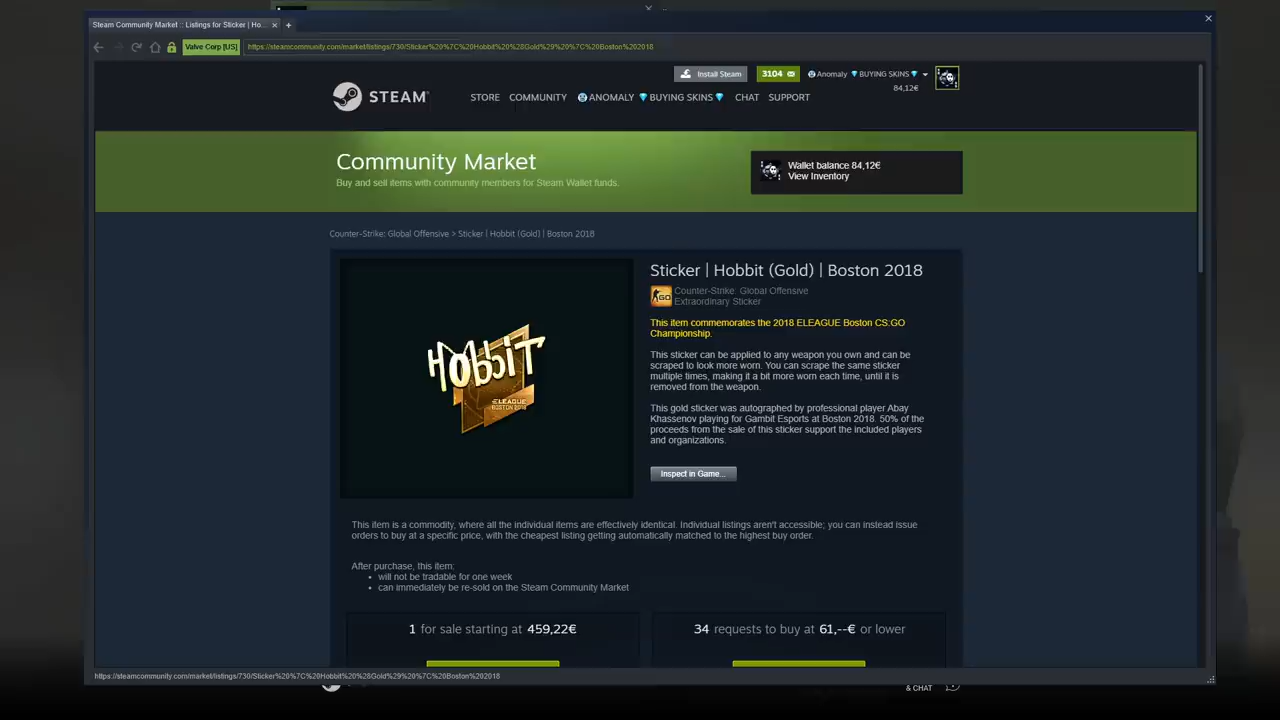 Steam Community Market :: Listings for Sticker | Ho...
Valve Corp [US]
https://steamcommunity.com/market/listings/730/Sticker%20%7C%20Hobbit%20%28Gold%29%20%7C%20Boston%202018
Install Steam
3104
Anomaly 💎 BUYING SKINS 💎
84,12€
STEAM
STORE COMMUNITY ANOMALY 💎 BUYING SKINS 💎 CHAT SUPPORT
Community Market
Buy and sell items with community members for Steam Wallet funds.
Wallet balance 84,12€
View Inventory
Counter-Strike: Global Offensive > Sticker | Hobbit (Gold) | Boston 2018
HObbiT
ELEAGUE
BOSTON 2018
Sticker | Hobbit (Gold) | Boston 2018
GO
Counter-Strike: Global Offensive
Extraordinary Sticker
This item commemorates the 2018 ELEAGUE Boston CS:GO
Championship.
This sticker can be applied to any weapon you own and can be
scraped to look more worn. You can scrape the same sticker
multiple times, making it a bit more worn each time, until it is
removed from the weapon.
This gold sticker was autographed by professional player Abay
Khassenov playing for Gambit Esports at Boston 2018. 50% of the
proceeds from the sale of this sticker support the included players
and organizations.
Inspect in Game...
This item is a commodity, where all the individual items are effectively identical. Individual listings aren't accessible; you can instead issue
orders to buy at a specific price, with the cheapest listing getting automatically matched to the highest buy order.
After purchase, this item:
• will not be tradable for one week
• can immediately be re-sold on the Steam Community Market
1 for sale starting at 459,22€
34 requests to buy at 61,--€ or lower
https://steamcommunity.com/market/listings/730/Sticker%20%7C%20Hobbit%20%28Gold%29%20%7C%20Boston%202018
& CHAT